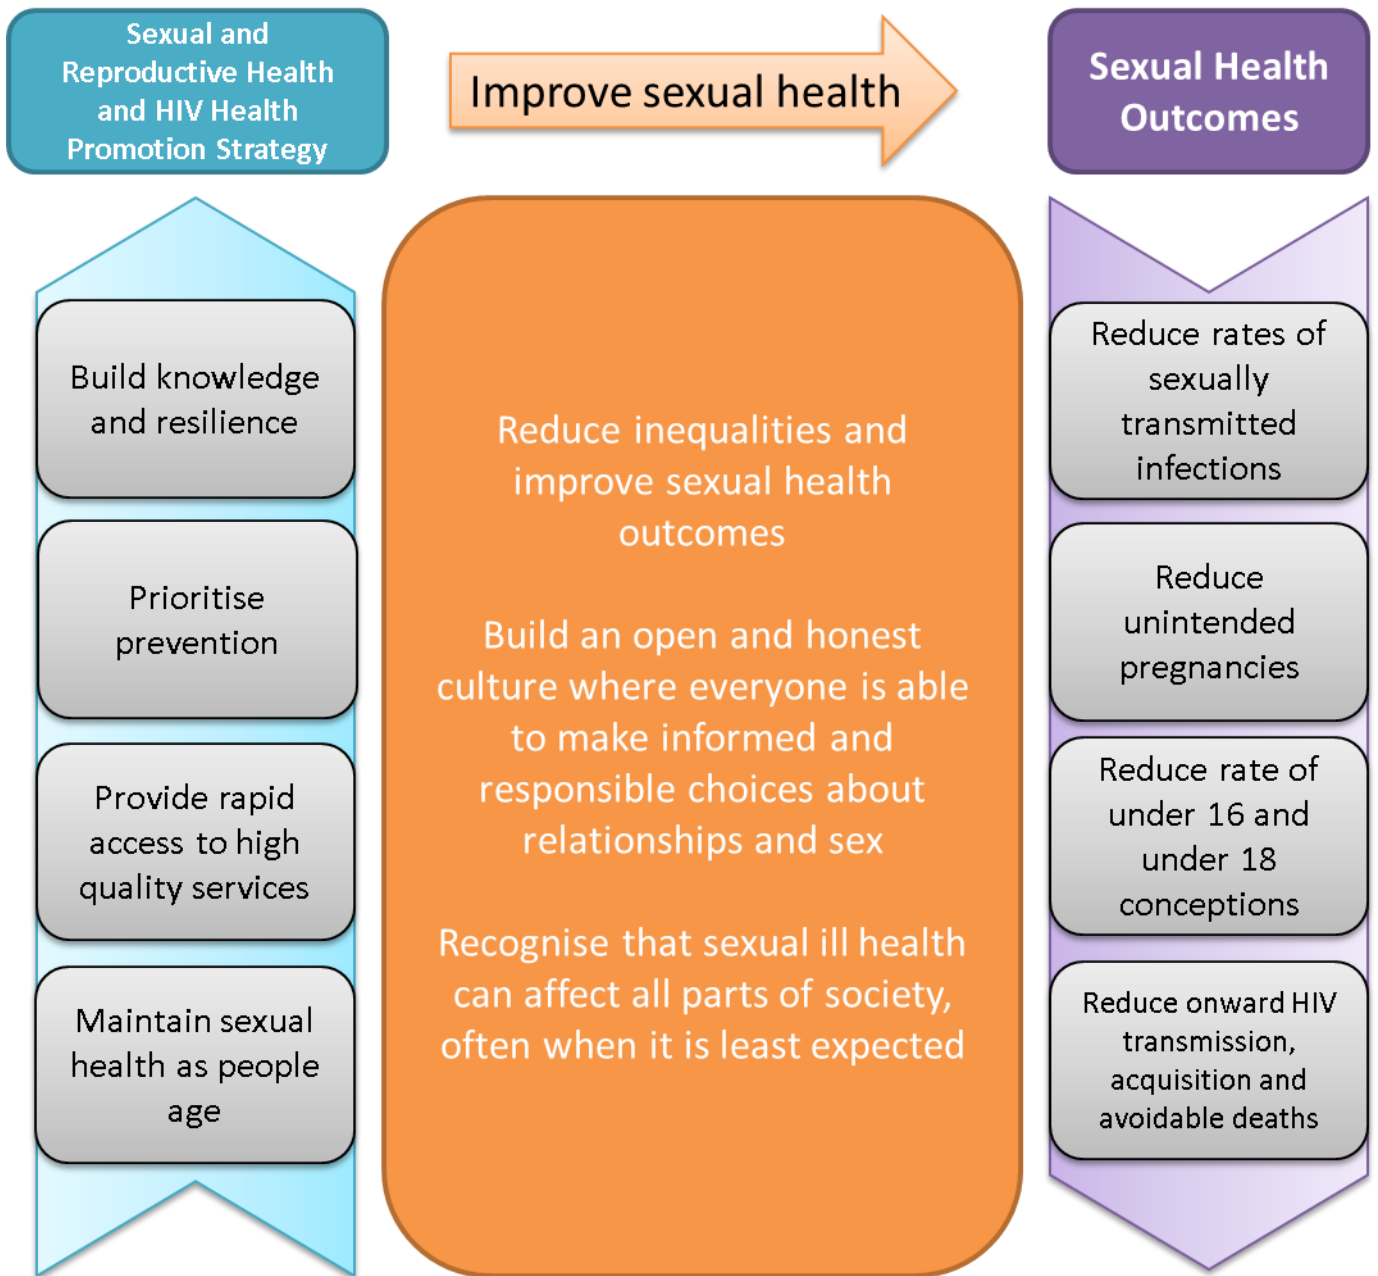 Sexual and
Reproductive Health
and HIV Health
Promotion Strategy
Improve sexual health
Sexual Health
Outcomes
Build knowledge
and resilience
Prioritise
prevention
Provide rapid
access to high
quality services
Maintain sexual
health as people
age
Reduce inequalities and
improve sexual health
outcomes
Build an open and honest
culture where everyone is able
to make informed and
responsible choices about
relationships and sex
Recognise that sexual ill health
can affect all parts of society,
often when it is least expected
Reduce rates of
sexually
transmitted
infections
Reduce
unintended
pregnancies
Reduce rate of
under 16 and
under 18
conceptions
Reduce onward HIV
transmission,
acquisition and
avoidable deaths